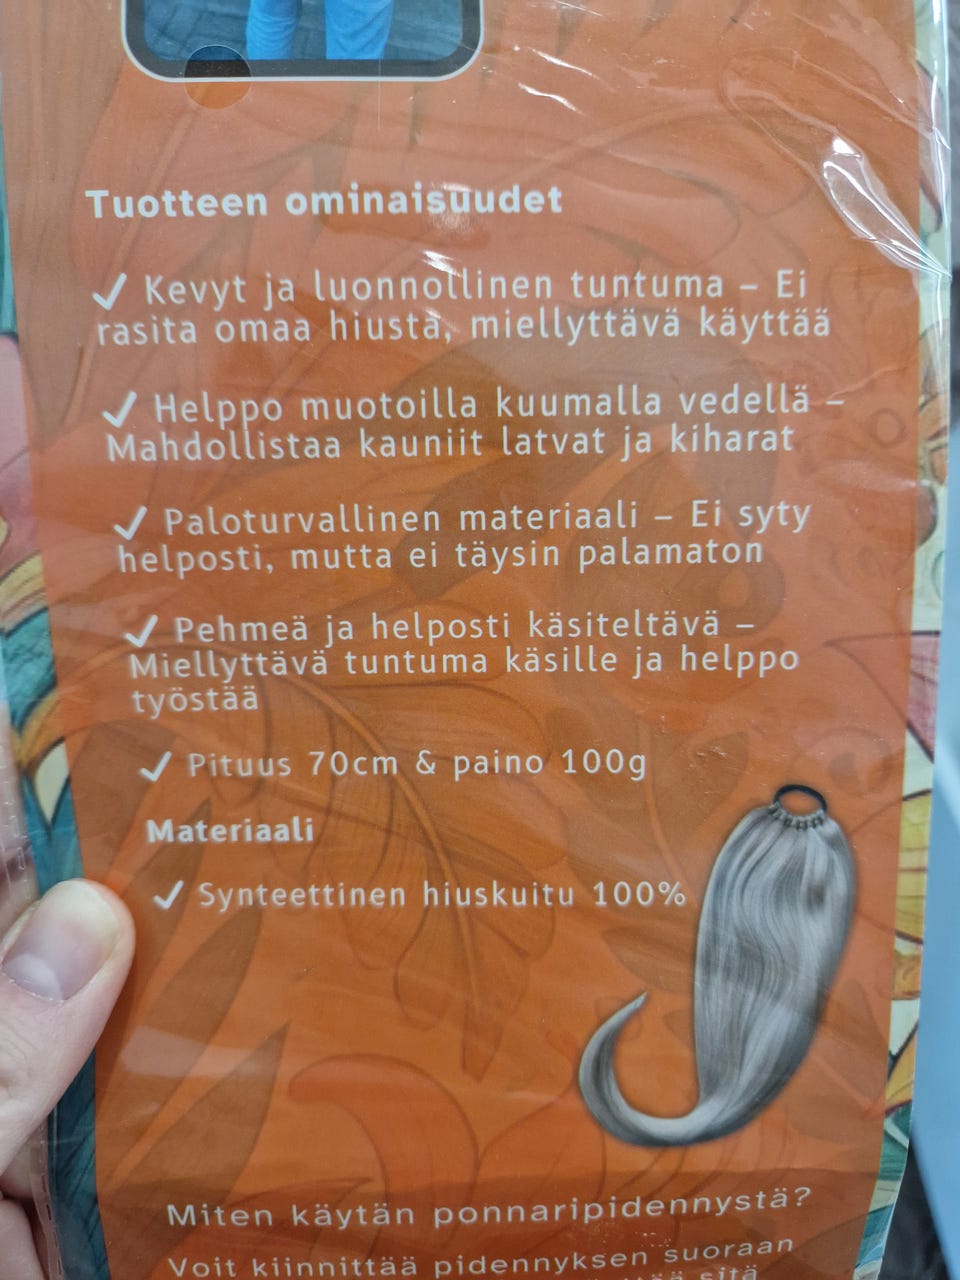 Tuotteen ominaisuudet
✓ Kevyt ja luonnollinen tuntuma – Ei
rasita omaa hiusta, miellyttävä käyttää
✓ Helppo muotoilla kuumalla vedellä –
Mahdollistaa kauniit latvat ja kiharat
✓ Paloturvallinen materiaali – Ei syty
helposti, mutta ei täysin palamaton
✓ Pehmeä ja helposti käsiteltävä –
Miellyttävä tuntuma käsille ja helppo
työstää
✓ Pituus 70cm & paino 100g
Materiaali
✓ Synteettinen hiuskuitu 100%
Miten käytän ponnaripidennystä?
Voit kiinnittää pidennyksen suoraan
sitä